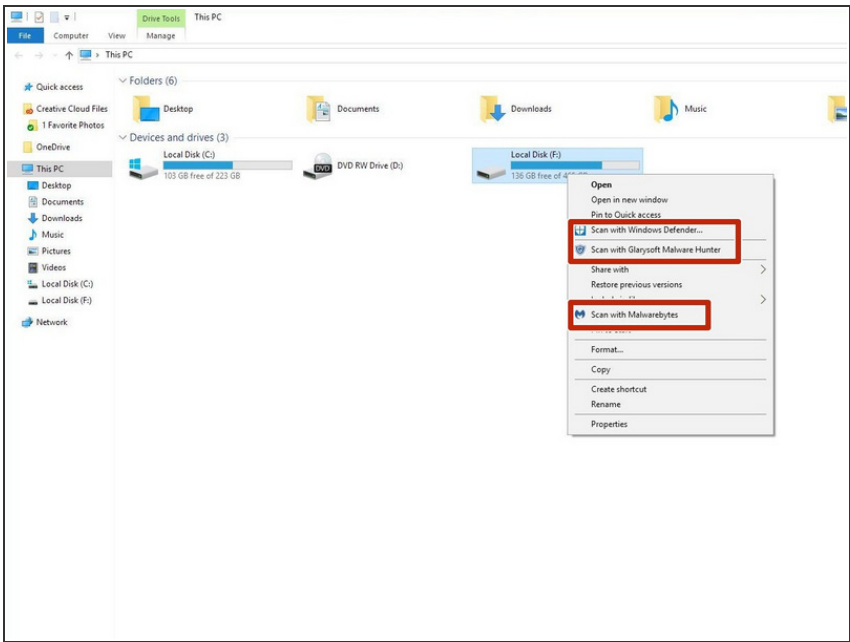 Drive Tools This PC
File Computer View Manage
This PC
Quick access
Creative Cloud Files
1 Favorite Photos
OneDrive
This PC
Desktop
Documents
Downloads
Music
Pictures
Videos
Local Disk (C:)
Local Disk (F:)
Network
Folders (6)
Desktop
Documents
Downloads
Music
Devices and drives (3)
Local Disk (C:)
103 GB free of 223 GB
DVD RW Drive (D:)
Local Disk (F:)
136 GB free of
Open
Open in new window
Pin to Quick access
Scan with Windows Defender...
Scan with Glarysoft Malware Hunter
Share with
Restore previous versions
Scan with Malwarebytes
Format...
Copy
Create shortcut
Rename
Properties